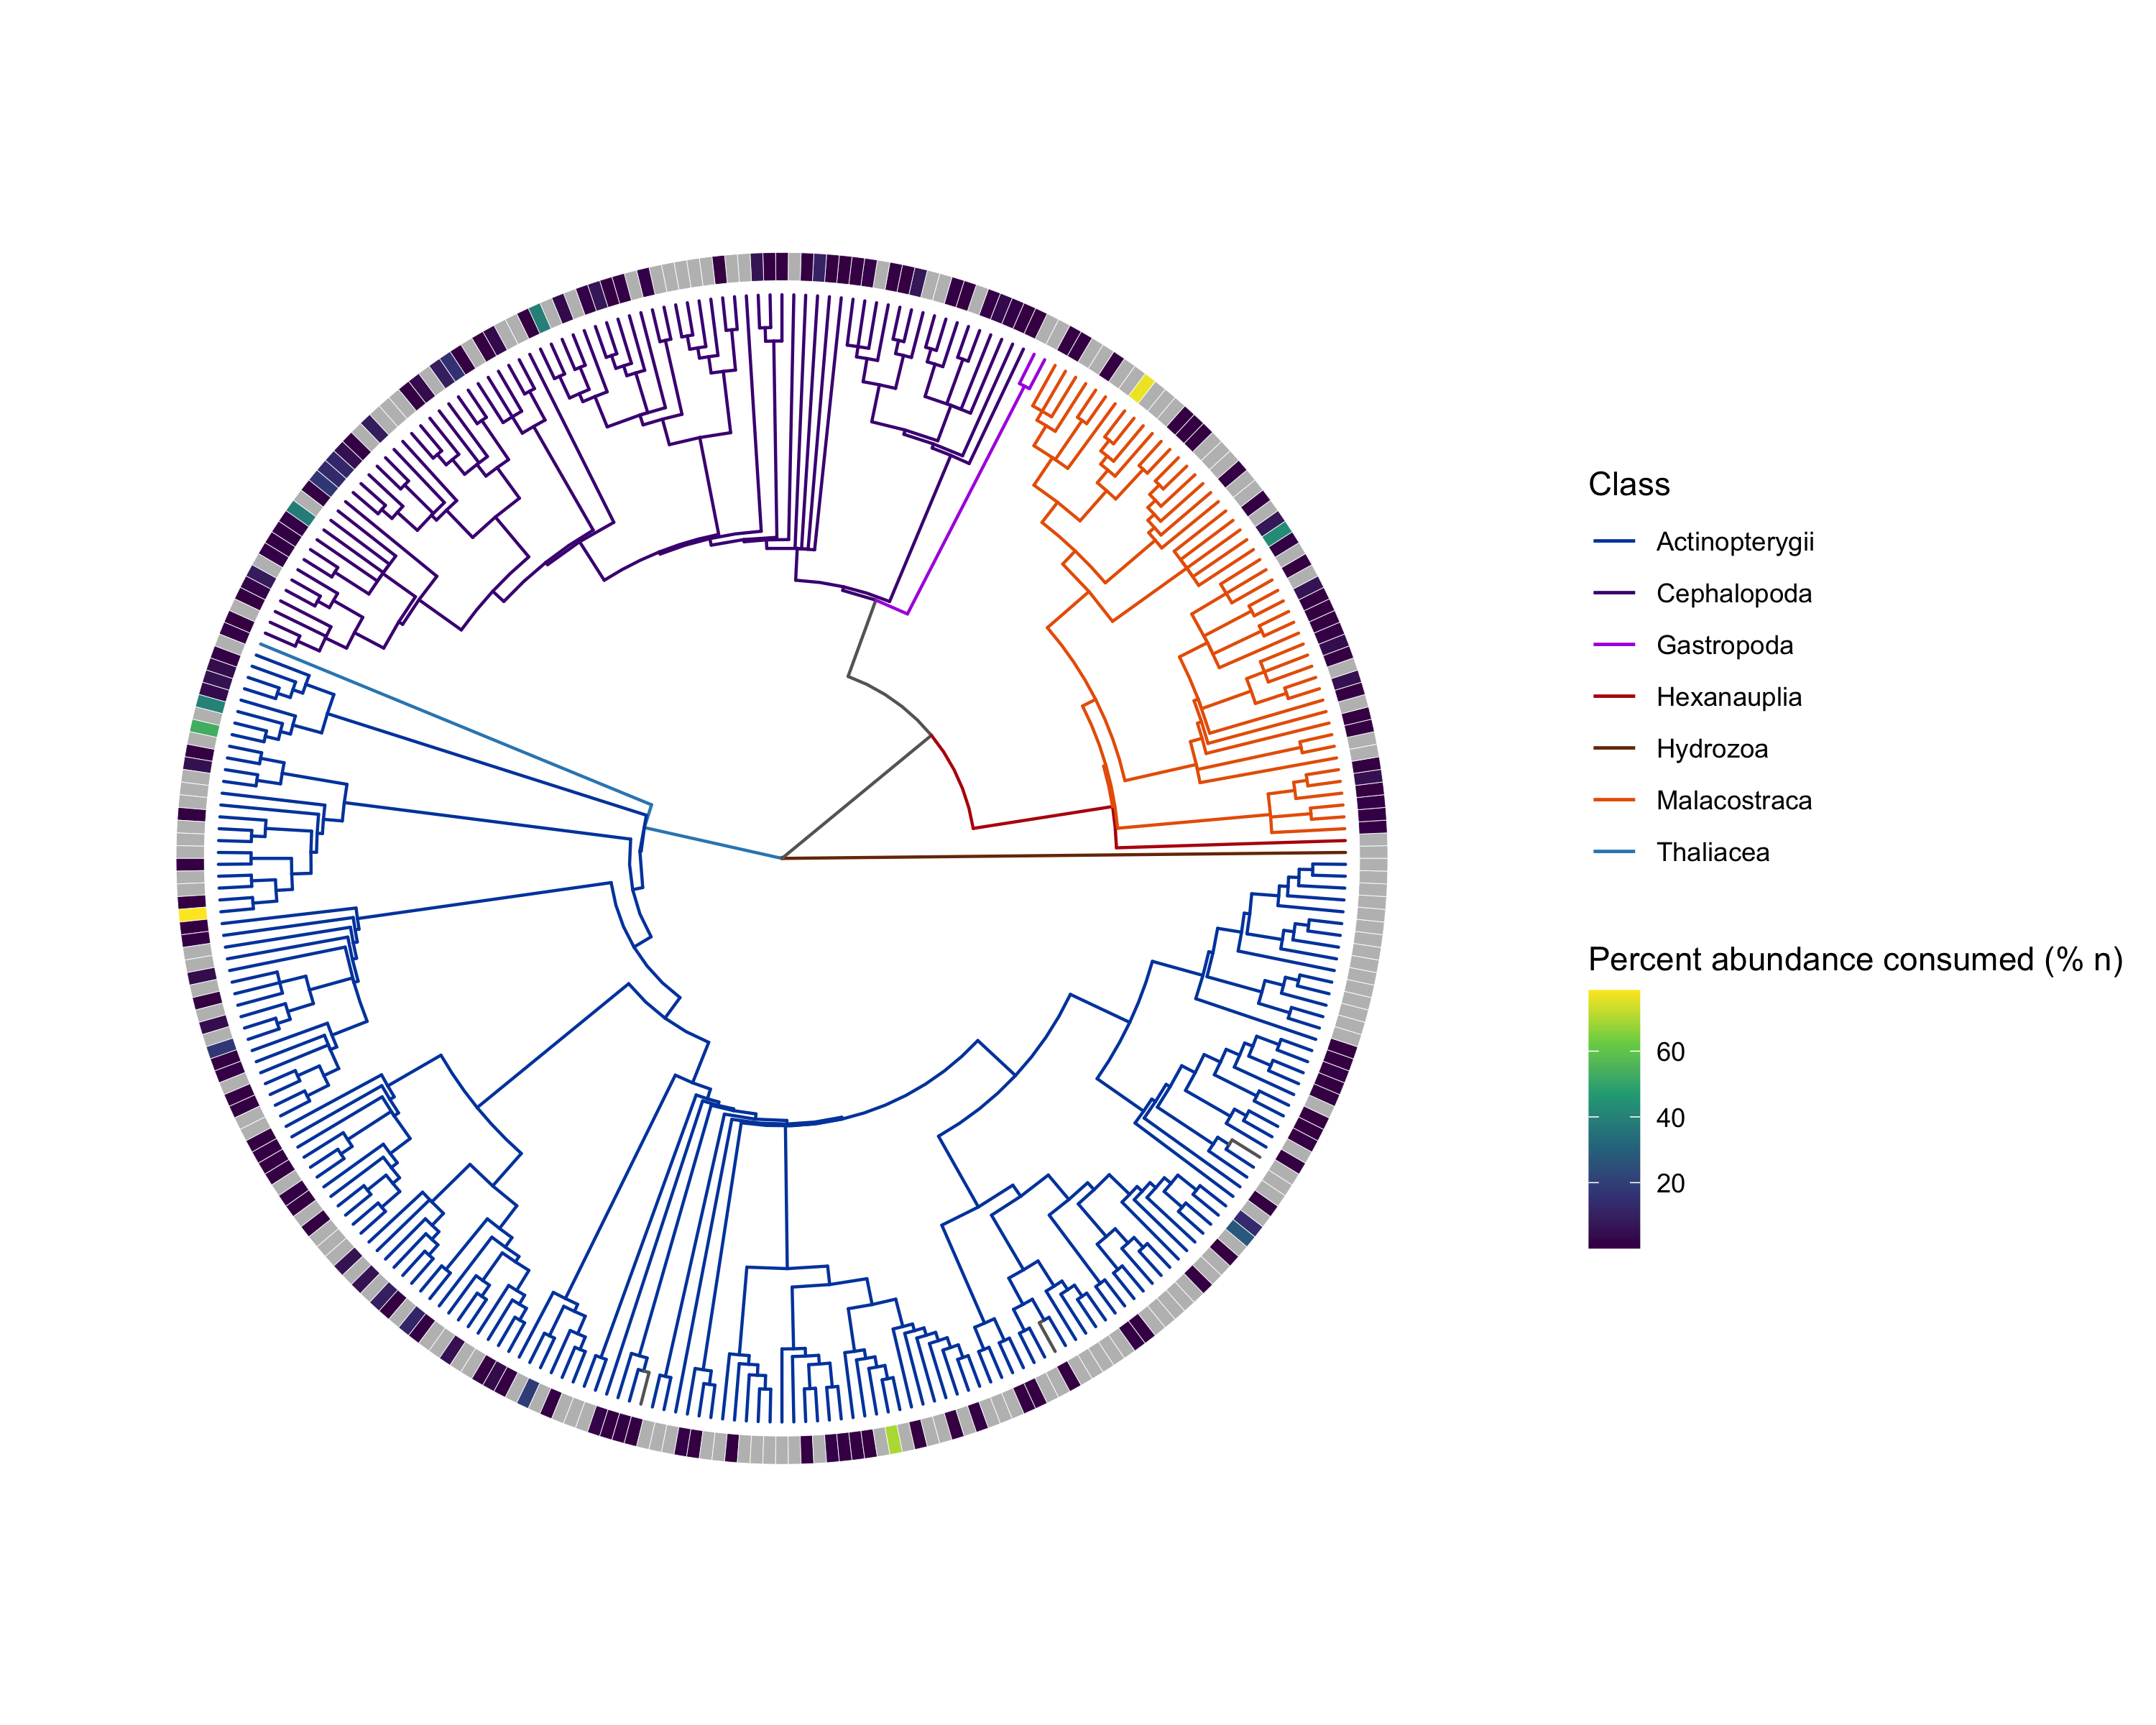 Class
Actinopterygii
Cephalopoda
Gastropoda
Hexanauplia
Hydrozoa
Malacostraca
Thaliacea
Percent abundance consumed (% n)
60
40
20